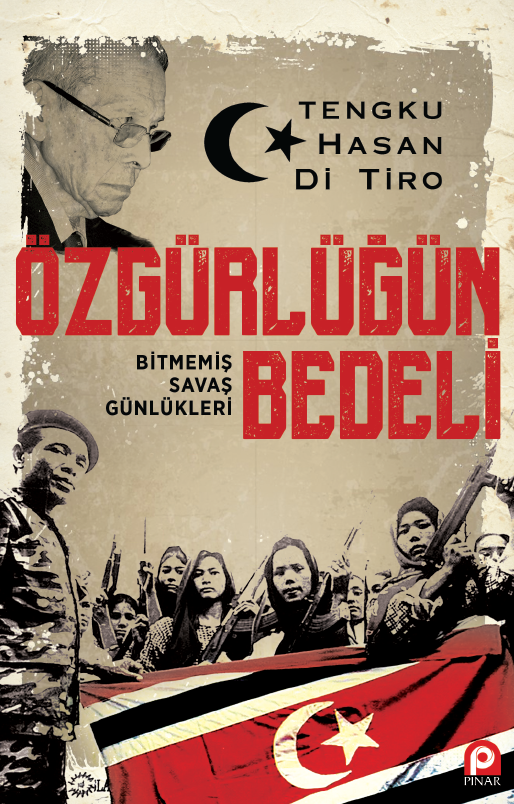 TENGKU
HASAN
Di TiRO
ÖZGÜRLÜĞÜN
BİTMEMİŞ
SAVAŞ
GÜNLÜKLERİ
BEDELİ
P
PINAR